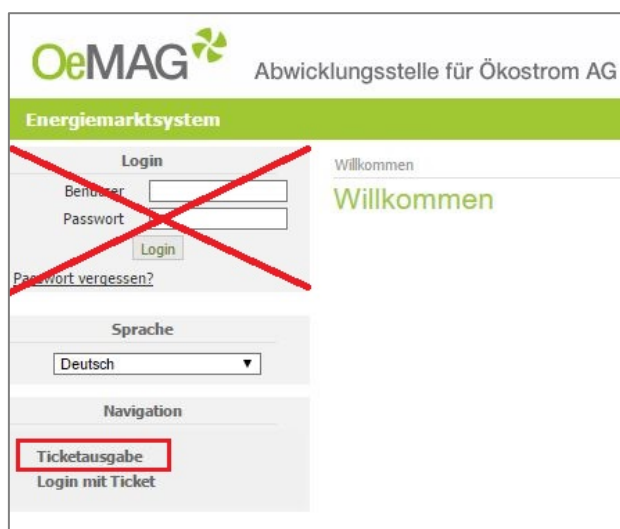 OeMAG
Abwicklungsstelle für Ökostrom AG
Energiemarktsystem
Login
Benutzer
Passwort
Login
Passwort vergessen?
Willkommen
Willkommen
Sprache
Deutsch
Navigation
Ticketausgabe
Login mit Ticket